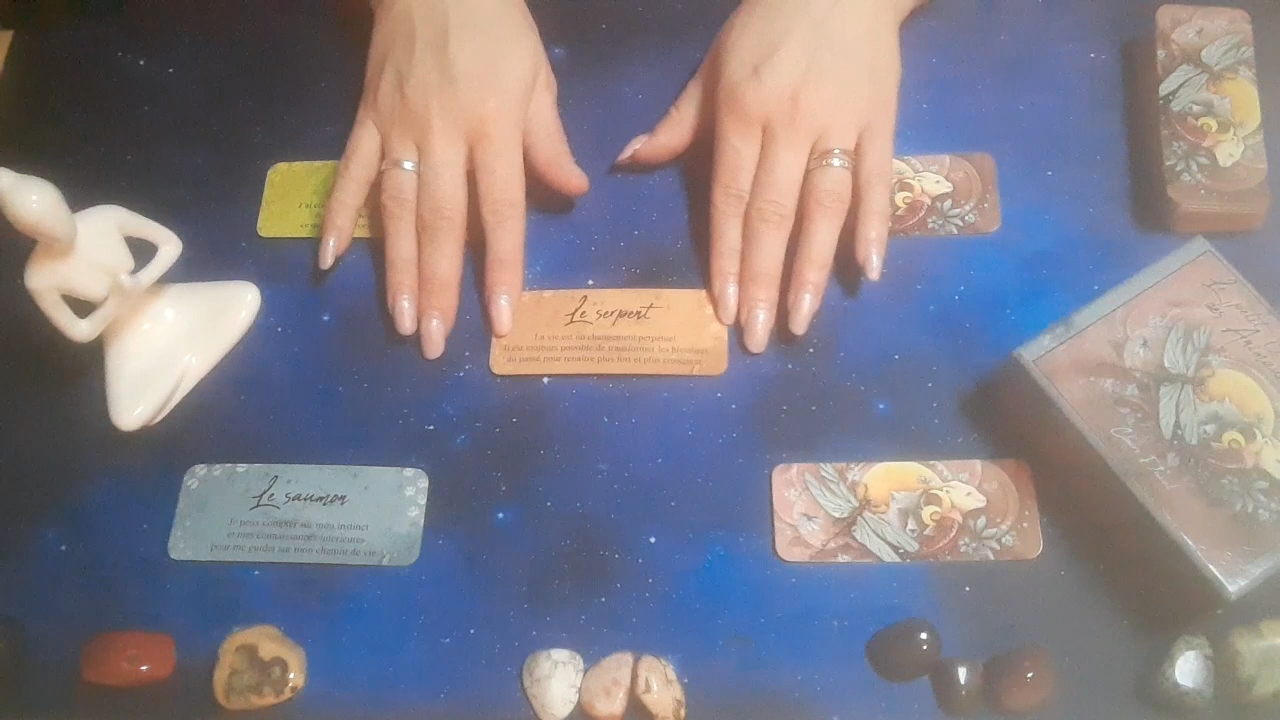 J'ai
Le serpent
La vie est un changement perpétuel.
Il est toujours possible de transformer les blessures
du passé pour renaître plus fort et plus conscient.
Le saumon
Je peux compter sur mon instinct
et mes connaissances intérieures
pour me guider sur mon chemin de vie.
des